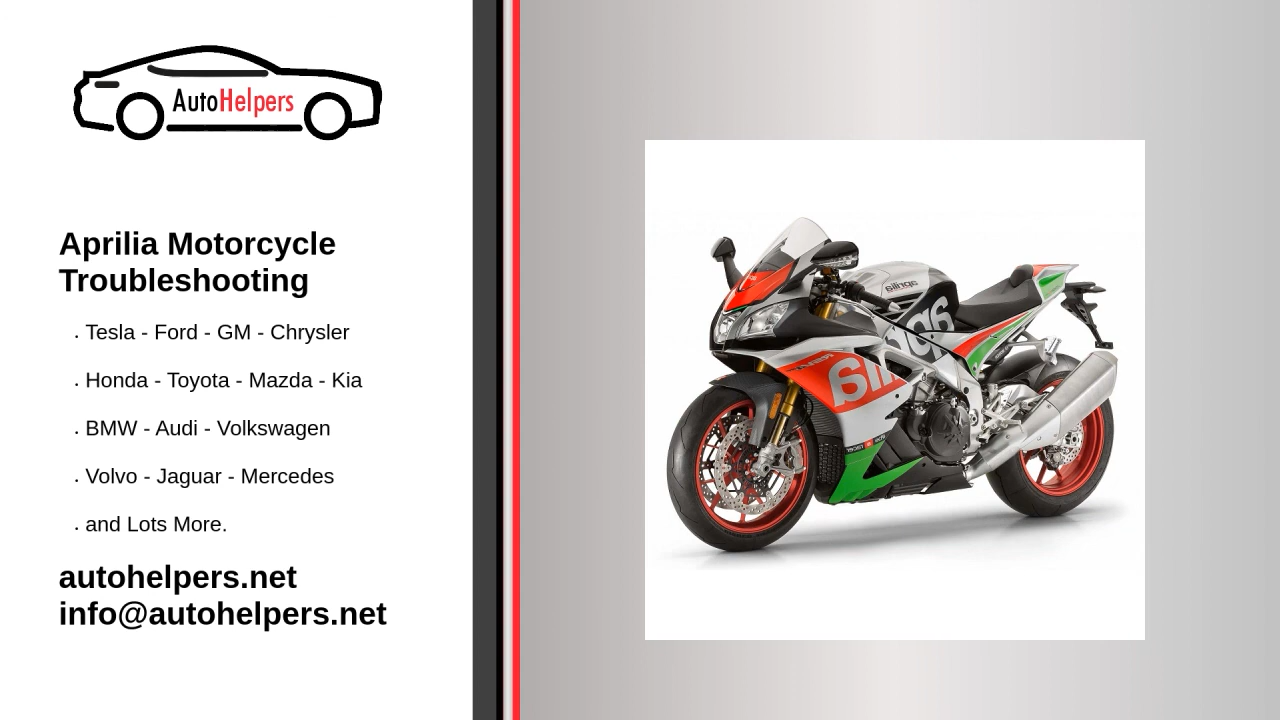 AutoHelpers
Aprilia Motorcycle
Troubleshooting
. Tesla - Ford - GM - Chrysler
. Honda - Toyota - Mazda - Kia
. BMW - Audi - Volkswagen
. Volvo - Jaguar - Mercedes
. and Lots More.
autohelpers.net
info@autohelpers.net
aprilia